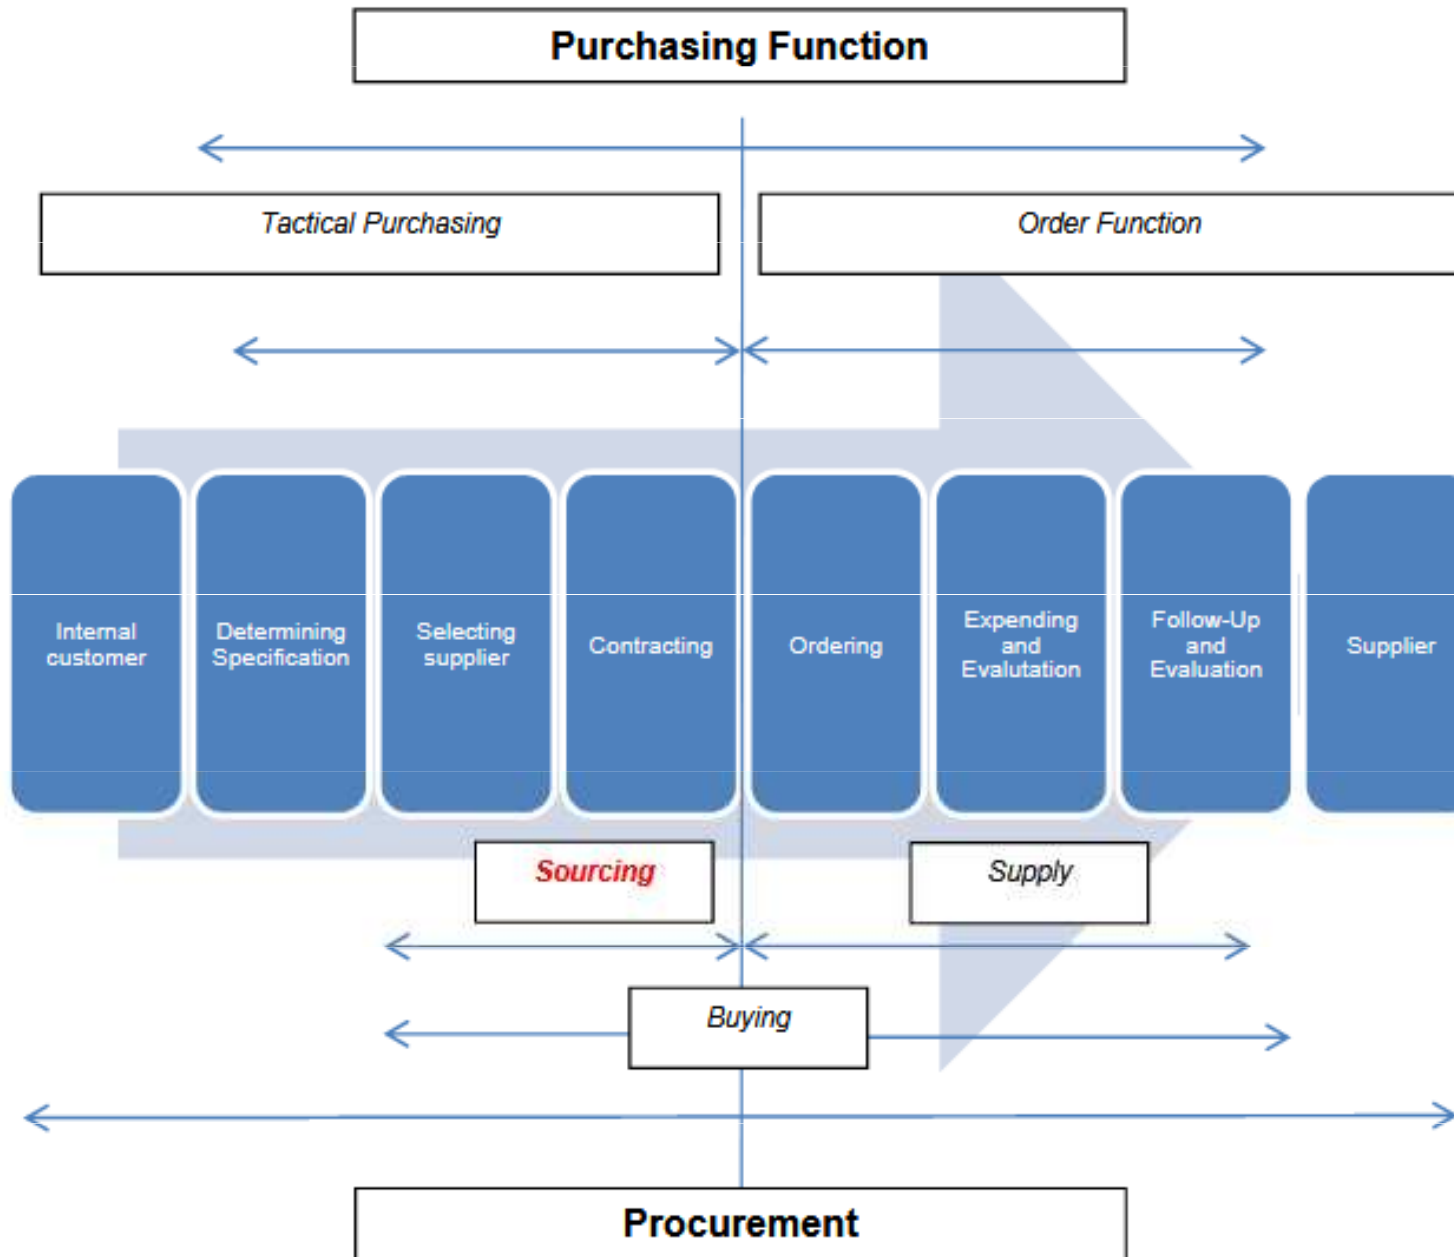 Purchasing Function
Tactical Purchasing
Order Function
Internal
customer
Determining
Specification
Selecting
supplier
Contracting
Ordering
Expending
and
Evalutation
Follow-Up
and
Evaluation
Supplier
Sourcing
Supply
Buying
Procurement